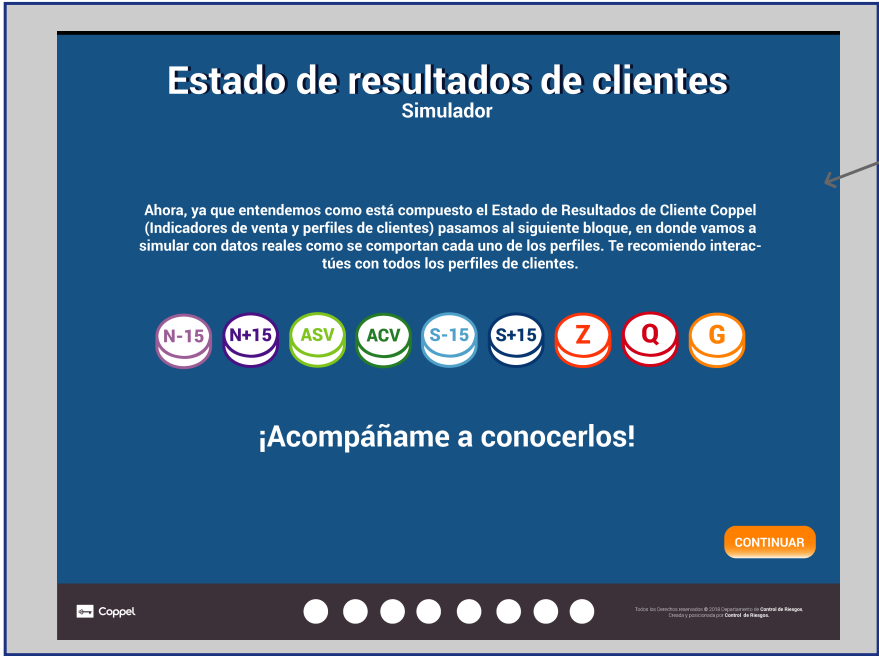 Estado de resultados de clientes
Simulador
Ahora, ya que entendemos como está compuesto el Estado de Resultados de Cliente Coppel
(Indicadores de venta y perfiles de clientes) pasamos al siguiente bloque, en donde vamos a
simular con datos reales como se comportan cada uno de los perfiles. Te recomiendo interac-
túes con todos los perfiles de clientes.
N-15 N+15 ASV ACV S-15 S+15 Z Q G
¡Acompáñame a conocerlos!
CONTINUAR
Coppel
Todos los Derechos reservados © 2018 Departamento de Control de Riesgos.
Creada y posicionada por Control de Riesgos.